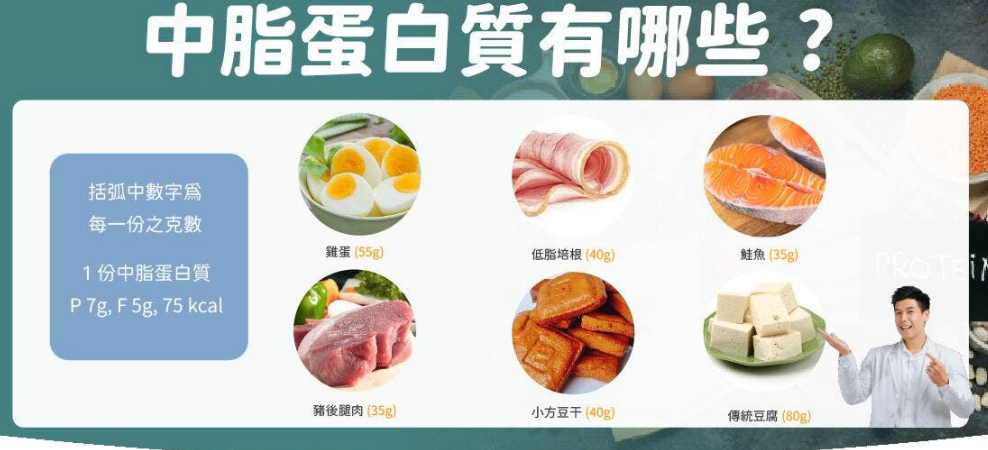 中脂蛋白質有哪些？
括弧中數字為
每一份之克數
1 份中脂蛋白質
P 7g, F 5g, 75 kcal
雞蛋 (55g)
低脂培根 (40g)
鮭魚 (35g)
PROTEIN
豬後腿肉 (35g)
小方豆干 (40g)
傳統豆腐 (80g)